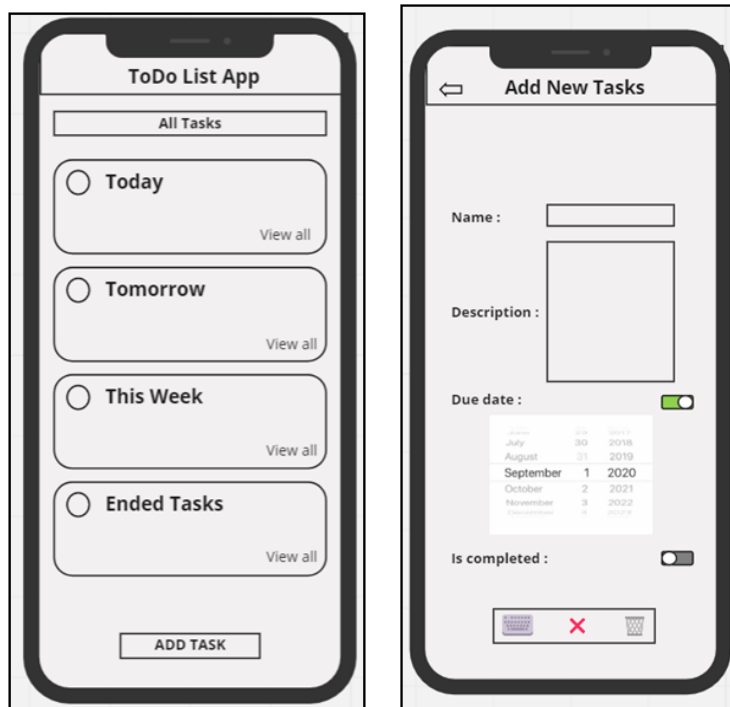 ToDo List App
All Tasks
Today
View all
Tomorrow
View all
This Week
View all
Ended Tasks
View all
ADD TASK
Add New Tasks
Name :
Description :
Due date :
July 30 2018
August 31 2019
September 1 2020
October 2 2021
November 3 2022
Is completed :